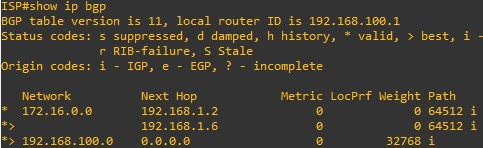 ISP#show ip bgp
BGP table version is 11, local router ID is 192.168.100.1
Status codes: s suppressed, d damped, h history, * valid, > best, i -
              r RIB-failure, S Stale
Origin codes: i - IGP, e - EGP, ? - incomplete

   Network          Next Hop            Metric LocPrf Weight Path
*  172.16.0.0       192.168.1.2              0             0 64512 i
*>                  192.168.1.6              0             0 64512 i
*> 192.168.100.0    0.0.0.0                  0         32768 i